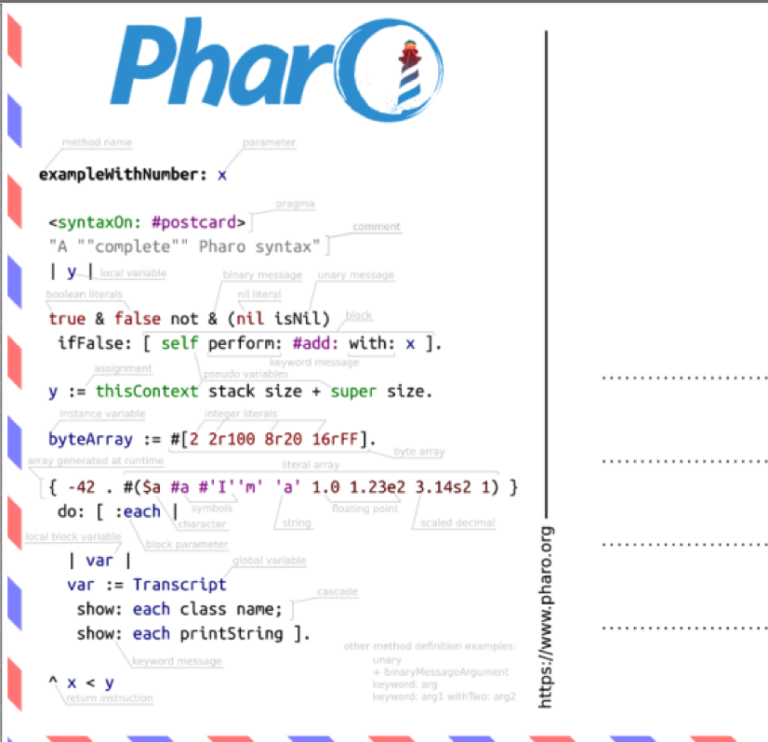 Pharo
method name
parameter
exampleWithNumber: x
pragma
<syntaxOn: #postcard>
comment
"A ""complete"" Pharo syntax"
| y |
local variable
binary message
unary message
boolean literals
nil literal
true & false not & (nil isNil)
block
ifFalse: [ self perform: #add: with: x ].
keyword message
assignment
pseudo variables
y := thisContext stack size + super size.
instance variable
integer literals
byteArray := #[2 2r100 8r20 16rFF].
byte array
array generated at runtime
literal array
{ -42 . #($a #a #'I''m' 'a' 1.0 1.23e2 3.14s2 1) }
symbols
floating point
do: [ :each |
character
string
scaled decimal
local block variable
block parameter
| var |
global variable
var := Transcript
cascade
show: each class name;
show: each printString ].
keyword message
other method definition examples:
unary
+ binaryMessageArgument
keyword: arg
keyword: arg1 withTwo: arg2
^ x < y
return instruction
https://www.pharo.org